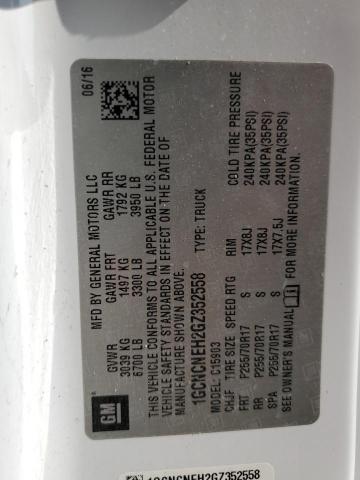 06/16
MFD BY GENERAL MOTORS LLC
GVWR GAWR FRT GAWR RR
3039 KG 1497 KG 1792 KG
6700 LB 3300 LB 3950 LB
THIS VEHICLE CONFORMS TO ALL APPLICABLE U.S. FEDERAL MOTOR
VEHICLE SAFETY STANDARDS IN EFFECT ON THE DATE OF
MANUFACTURE SHOWN ABOVE.
1GCNCNEH2GZ352558 TYPE: TRUCK
MODEL: C15903
CHJF TIRE SIZE SPEED RTG RIM COLD TIRE PRESSURE
FRT P255/70R17 S 17X8J 240KPA(35PSI)
RR P255/70R17 S 17X8J 240KPA(35PSI)
SPA P255/70R17 S 17X7.5J 240KPA(35PSI)
SEE OWNER'S MANUAL
GM
1GCNCNEH2GZ352558